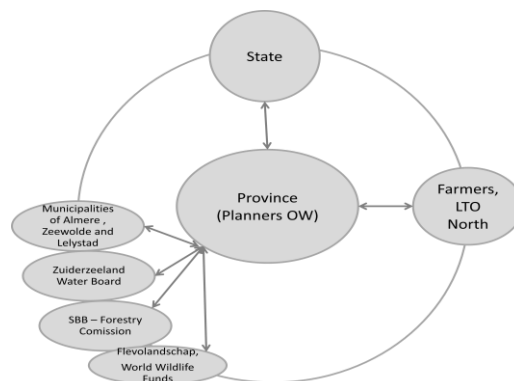 State
Province
(Planners OW)
Farmers,
LTO
North
Municipalities
of Almere ,
Zeewolde and
Lelystad
Zuiderzeeland
Water Board
SBB – Forestry
Comission
Flevolandschap,
World Wildlife
Funds